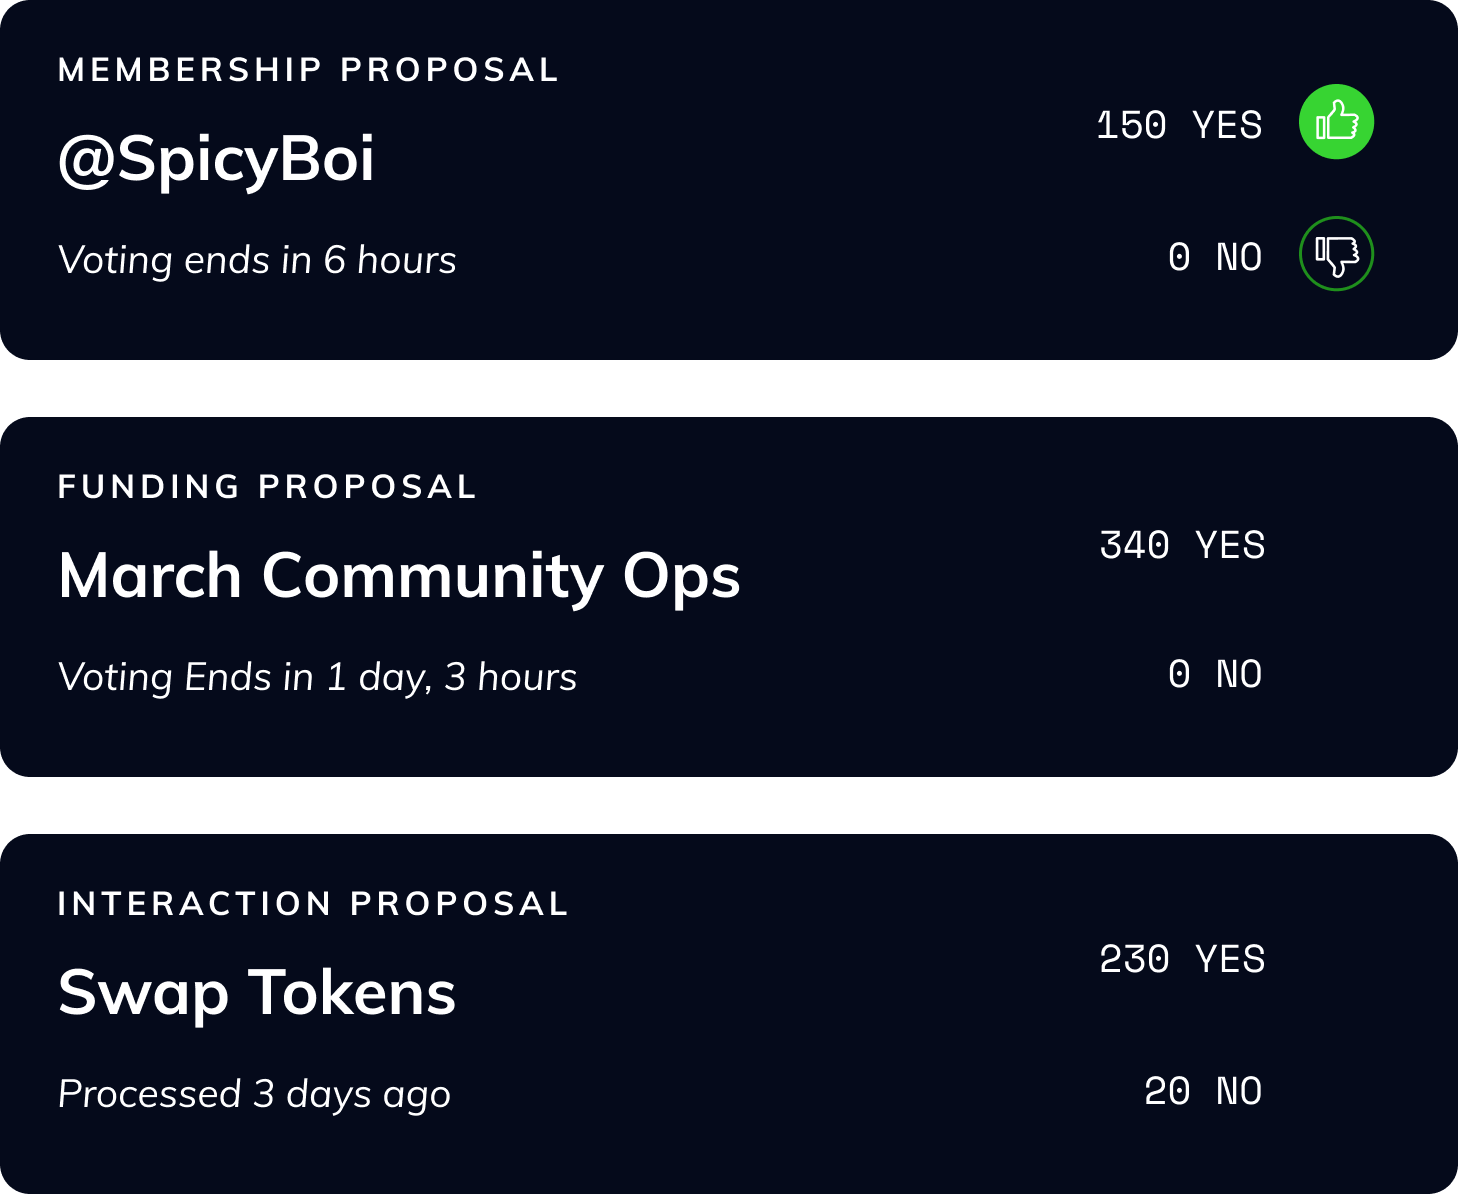 MEMBERSHIP PROPOSAL
@SpicyBoi
Voting ends in 6 hours
150 YES
0 NO
FUNDING PROPOSAL
March Community Ops
Voting Ends in 1 day, 3 hours
340 YES
0 NO
INTERACTION PROPOSAL
Swap Tokens
Processed 3 days ago
230 YES
20 NO